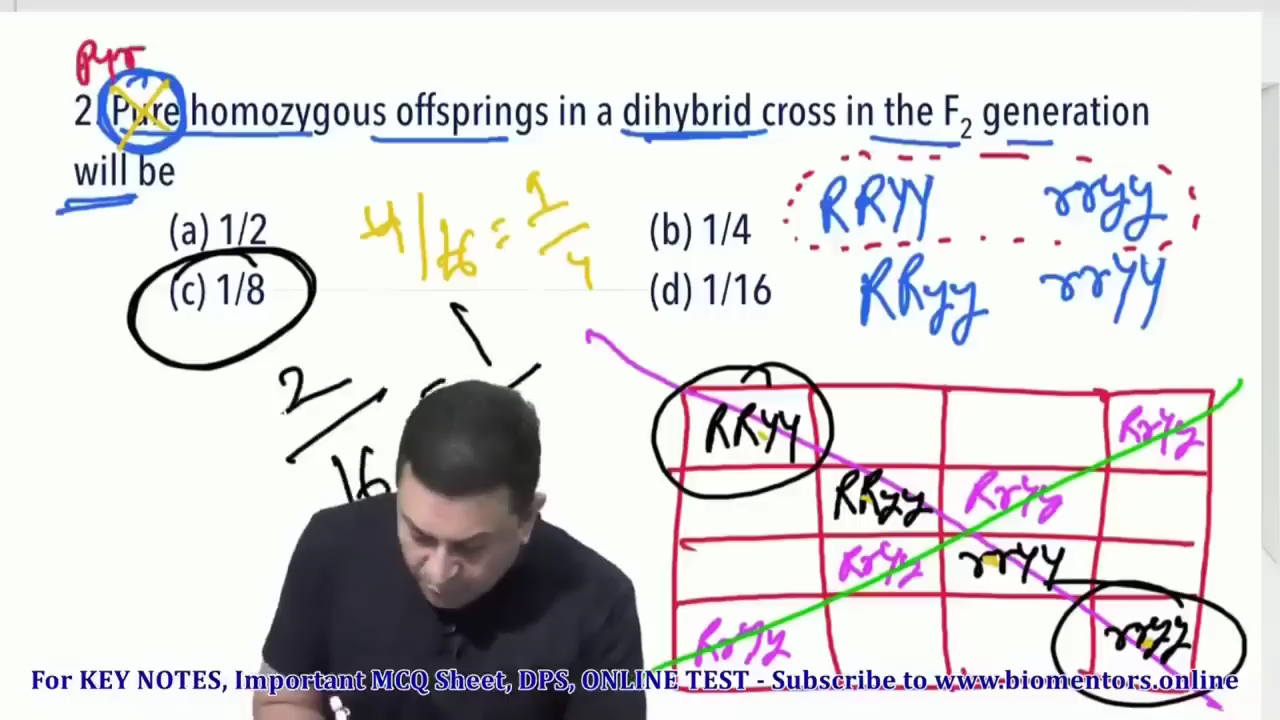 Pyr
2. Pure homozygous offsprings in a dihybrid cross in the F₂ generation
will be
(a) 1/2
(b) 1/4
(c) 1/8
(d) 1/16
4/16 = 1/4
RRYY rryy
RRyy rrYY
2/16 =
RRYY RrYy
RRyy RrYy
RrYy rrYY
RrYy rryy
For KEY NOTES, Important MCQ Sheet, DPS, ONLINE TEST - Subscribe to www.biomentors.online